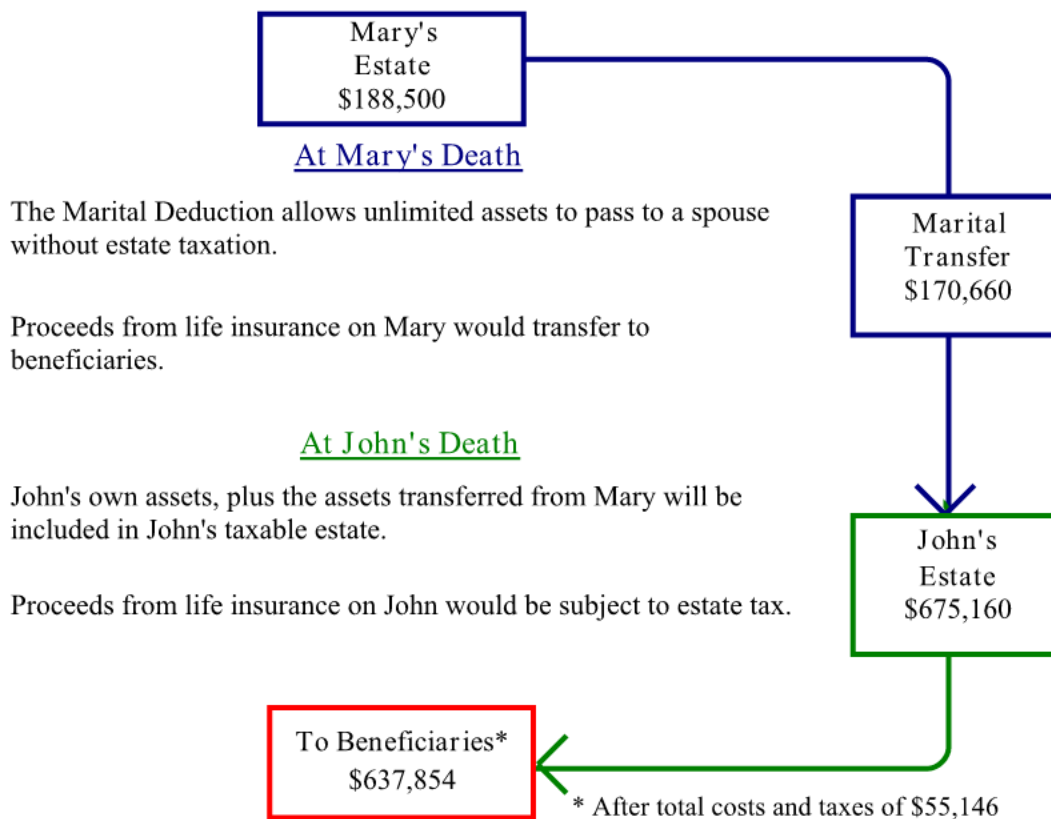 Mary's
Estate
$188,500
At Mary's Death
The Marital Deduction allows unlimited assets to pass to a spouse
without estate taxation.
Marital
Transfer
$170,660
Proceeds from life insurance on Mary would transfer to
beneficiaries.
At John's Death
John's own assets, plus the assets transferred from Mary will be
included in John's taxable estate.
John's
Estate
$675,160
Proceeds from life insurance on John would be subject to estate tax.
To Beneficiaries*
$637,854
* After total costs and taxes of $55,146